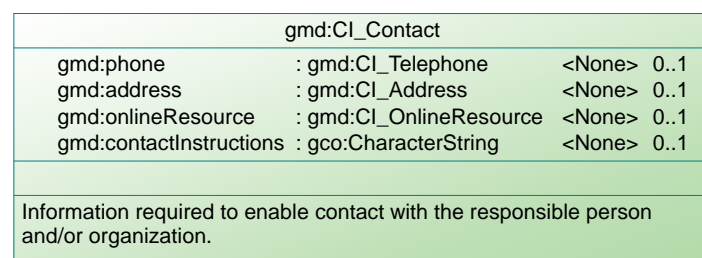 gmd:CI_Contact
gmd:phone : gmd:CI_Telephone <None> 0..1
gmd:address : gmd:CI_Address <None> 0..1
gmd:onlineResource : gmd:CI_OnlineResource <None> 0..1
gmd:contactInstructions : gco:CharacterString <None> 0..1
Information required to enable contact with the responsible person
and/or organization.